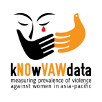 kNOwVAWdata
measuring prevalence of violence
against women in asia-pacific